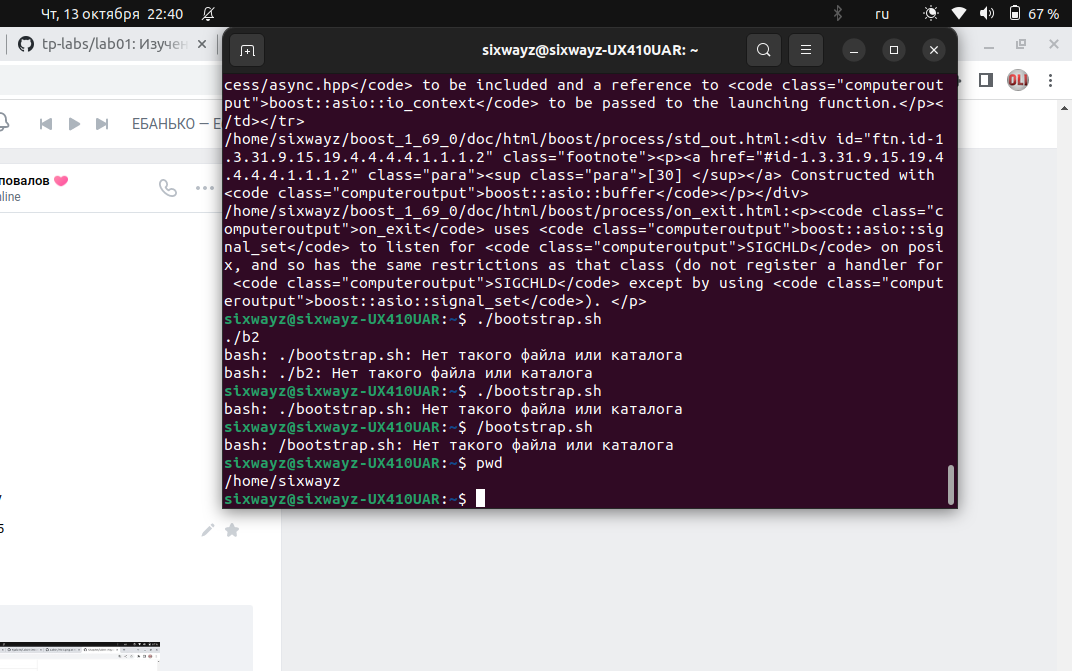 Чт, 13 октября 22:40
ru
67 %
tp-labs/lab01: Изучен
sixwayz@sixwayz-UX410UAR: ~
OLI
ЕБАНЬКО — Е
повалов
nline
5
cess/async.hpp</code> to be included and a reference to <code class="computerout
put">boost::asio::io_context</code> to be passed to the launching function.</p><
/td></tr>
/home/sixwayz/boost_1_69_0/doc/html/boost/process/std_out.html:<div id="ftn.id-1
.3.31.9.15.19.4.4.4.4.1.1.1.2" class="footnote"><p><a href="#id-1.3.31.9.15.19.4
.4.4.4.1.1.1.2" class="para"><sup class="para">[30] </sup></a> Constructed with
<code class="computeroutput">boost::asio::buffer</code></p></div>
/home/sixwayz/boost_1_69_0/doc/html/boost/process/on_exit.html:<p><code class="c
omputeroutput">on_exit</code> uses <code class="computeroutput">boost::asio::sig
nal_set</code> to listen for <code class="computeroutput">SIGCHLD</code> on posi
x, and so has the same restrictions as that class (do not register a handler for
 <code class="computeroutput">SIGCHLD</code> except by using <code class="comput
eroutput">boost::asio::signal_set</code>). </p>
sixwayz@sixwayz-UX410UAR:~$ ./bootstrap.sh
./b2
bash: ./bootstrap.sh: Нет такого файла или каталога
bash: ./b2: Нет такого файла или каталога
sixwayz@sixwayz-UX410UAR:~$ ./bootstrap.sh
bash: ./bootstrap.sh: Нет такого файла или каталога
sixwayz@sixwayz-UX410UAR:~$ /bootstrap.sh
bash: /bootstrap.sh: Нет такого файла или каталога
sixwayz@sixwayz-UX410UAR:~$ pwd
/home/sixwayz
sixwayz@sixwayz-UX410UAR:~$